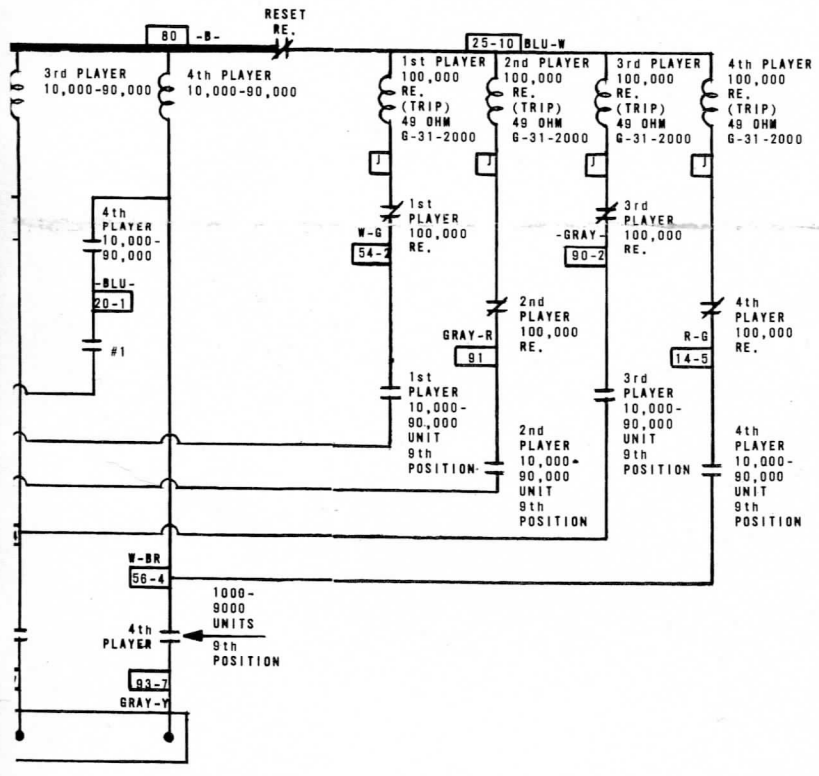 RESET
RE.
80 -B-
25-10 BLU-W
3rd PLAYER
10,000-90,000
4th PLAYER
10,000-90,000
1st PLAYER
100,000
RE.
(TRIP)
49 OHM
G-31-2000
2nd PLAYER
100,000
RE.
(TRIP)
49 OHM
G-31-2000
3rd PLAYER
100,000
RE.
(TRIP)
49 OHM
G-31-2000
4th PLAYER
100,000
RE.
(TRIP)
49 OHM
G-31-2000
J
J
J
J
4th
PLAYER
10,000-
90,000
-BLU-
20-1
#1
1st
PLAYER
100,000
RE.
W-G
54-2
3rd
PLAYER
100,000
RE.
-GRAY-
90-2
2nd
PLAYER
100,000
RE.
GRAY-R
91
4th
PLAYER
100,000
RE.
R-G
14-5
1st
PLAYER
10,000-
90,000
UNIT
9th
POSITION
2nd
PLAYER
10,000-
90,000
UNIT
9th
POSITION
3rd
PLAYER
10,000-
90,000
UNIT
9th
POSITION
4th
PLAYER
10,000-
90,000
UNIT
9th
POSITION
W-BR
56-4
1000-
9000
UNITS
4th
PLAYER
9th
POSITION
93-7
GRAY-Y